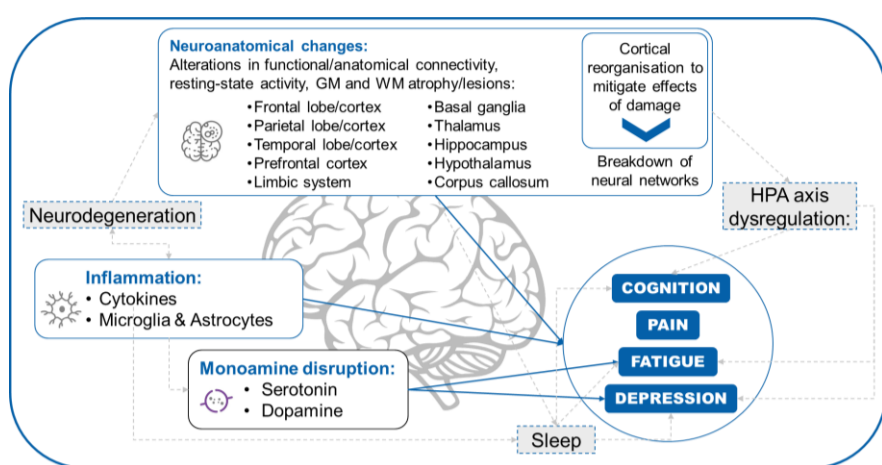 Neuroanatomical changes:
Alterations in functional/anatomical connectivity,
resting-state activity, GM and WM atrophy/lesions:
•Frontal lobe/cortex
•Parietal lobe/cortex
•Temporal lobe/cortex
•Prefrontal cortex
•Limbic system
•Basal ganglia
•Thalamus
•Hippocampus
•Hypothalamus
•Corpus callosum
Cortical
reorganisation to
mitigate effects
of damage
Breakdown of
neural networks
Neurodegeneration
HPA axis
dysregulation:
Inflammation:
• Cytokines
• Microglia & Astrocytes
Monoamine disruption:
• Serotonin
• Dopamine
COGNITION
PAIN
FATIGUE
DEPRESSION
Sleep